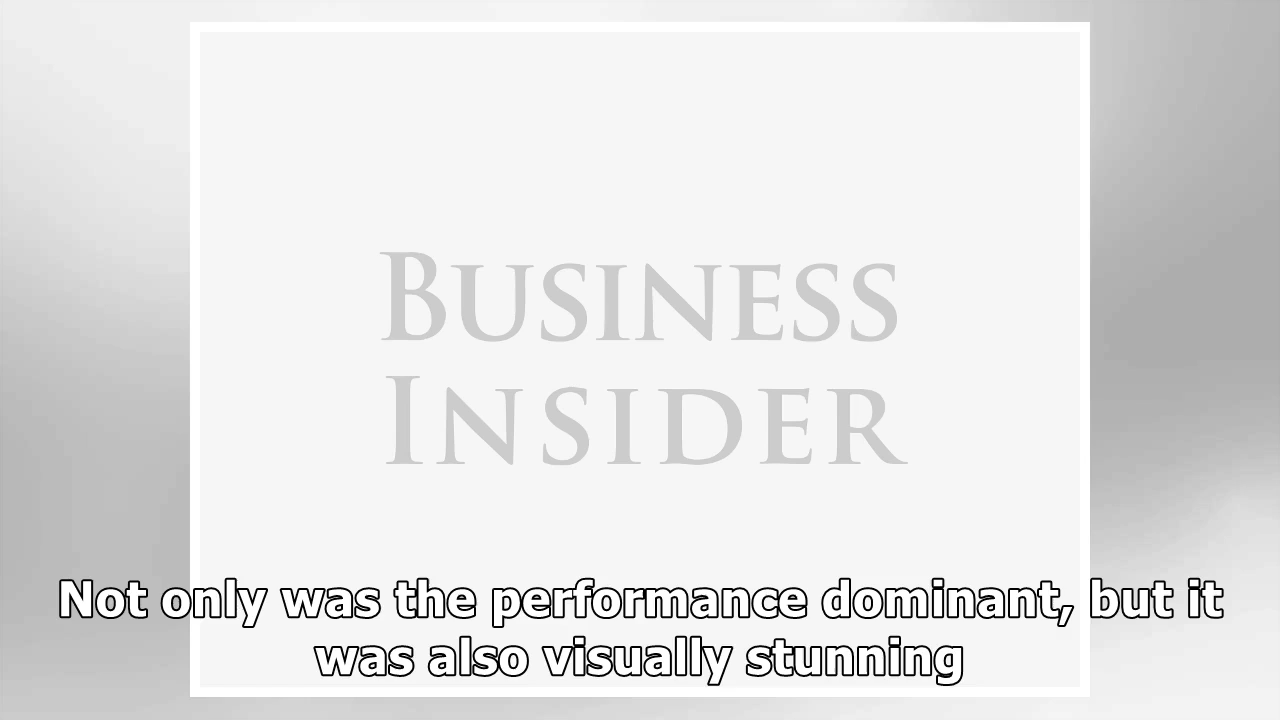 BUSINESS
INSIDER
Not only was the performance dominant, but it
was also visually stunning